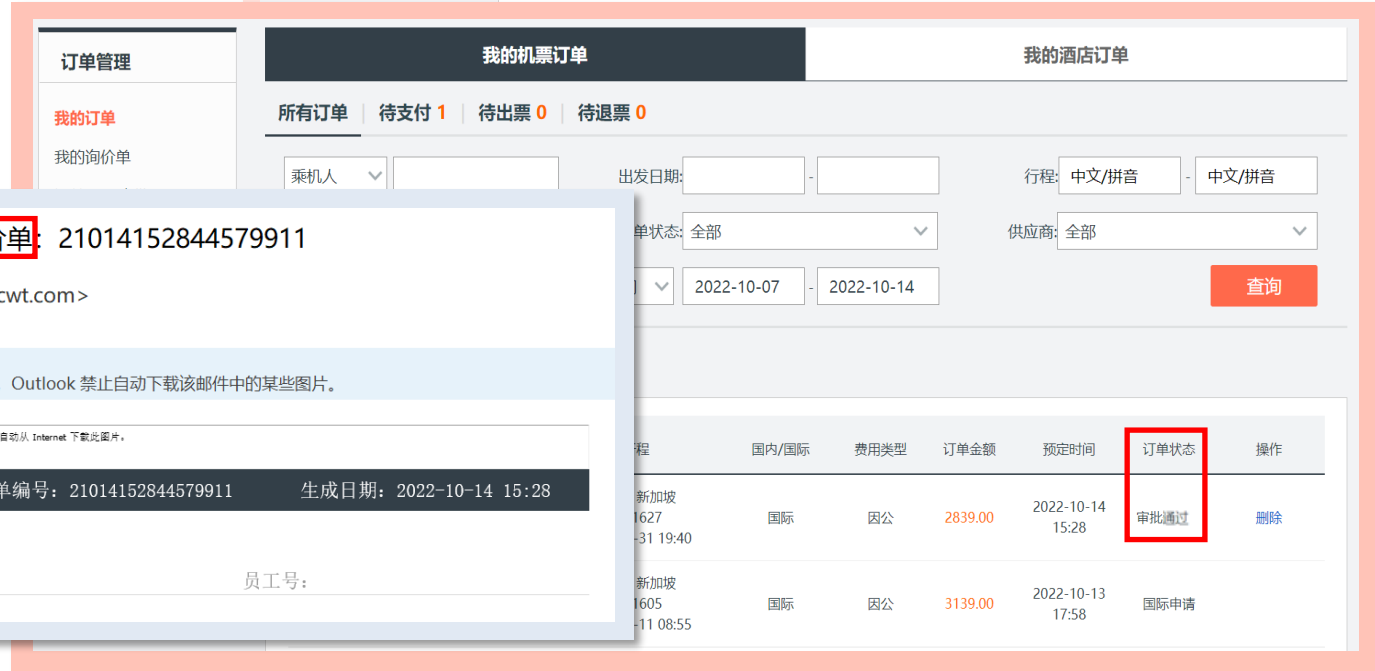 订单管理
我的订单
我的询价单
我的机票订单
我的酒店订单
所有订单
待支付 1
待出票 0
待退票 0
乘机人
出发日期:
-
行程:
中文/拼音
-
中文/拼音
单状态:
全部
供应商:
全部
2022-10-07
-
2022-10-14
查询
程
国内/国际
费用类型
订单金额
预定时间
订单状态
操作
新加坡
1627
-31 19:40
国际
因公
2839.00
2022-10-14
15:28
审批通过
删除
新加坡
1605
-11 08:55
国际
因公
3139.00
2022-10-13
17:58
国际申请
单: 21014152844579911
cwt.com>
Outlook 禁止自动下载该邮件中的某些图片。
自动从 Internet 下载此图片。
单编号: 21014152844579911
生成日期: 2022-10-14 15:28
员工号: